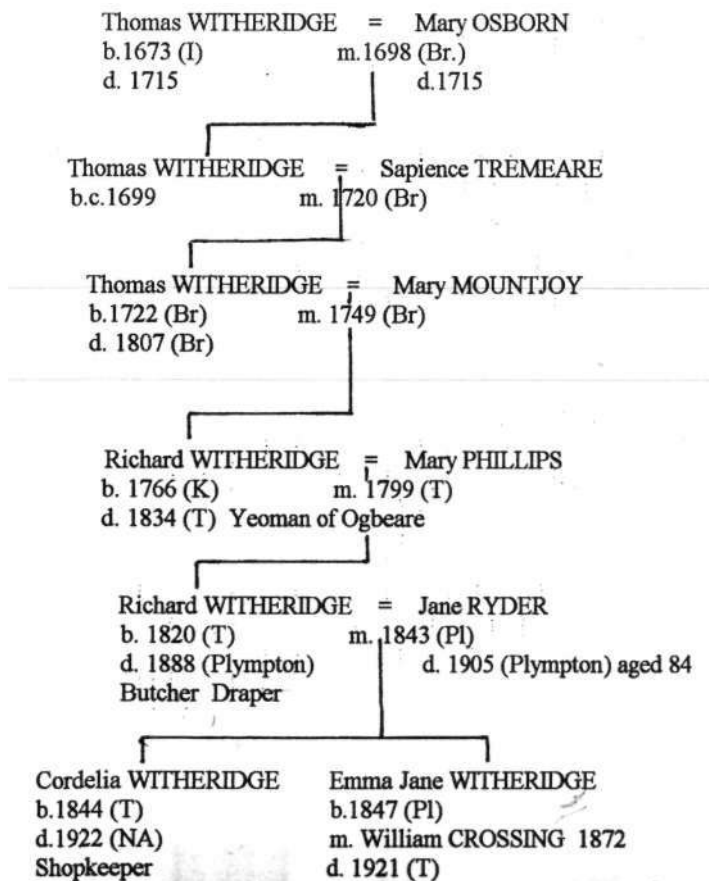 Thomas WITHERIDGE = Mary OSBORN
b.1673 (I) m.1698 (Br.)
d. 1715 d.1715
Thomas WITHERIDGE = Sapience TREMEARE
b.c.1699 m. 1720 (Br)
Thomas WITHERIDGE = Mary MOUNTJOY
b.1722 (Br) m. 1749 (Br)
d. 1807 (Br)
Richard WITHERIDGE = Mary PHILLIPS
b. 1766 (K) m. 1799 (T)
d. 1834 (T) Yeoman of Ogbeare
Richard WITHERIDGE = Jane RYDER
b. 1820 (T) m. 1843 (Pl)
d. 1888 (Plympton) d. 1905 (Plympton) aged 84
Butcher Draper
Cordelia WITHERIDGE Emma Jane WITHERIDGE
b.1844 (T) b.1847 (Pl)
d.1922 (NA) m. William CROSSING 1872
Shopkeeper d. 1921 (T)